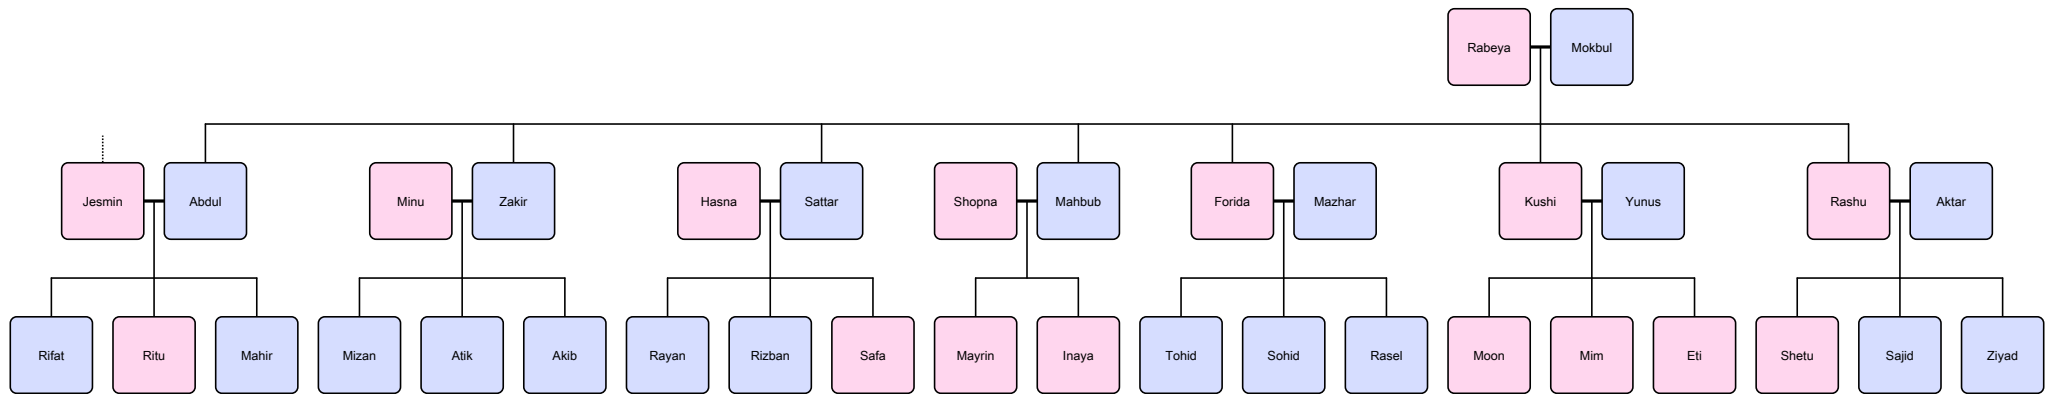 Rabeya
Mokbul
Jesmin
Abdul
Minu
Zakir
Hasna
Sattar
Shopna
Mahbub
Forida
Mazhar
Kushi
Yunus
Rashu
Aktar
Rifat
Ritu
Mahir
Mizan
Atik
Akib
Rayan
Rizban
Safa
Mayrin
Inaya
Tohid
Sohid
Rasel
Moon
Mim
Eti
Shetu
Sajid
Ziyad